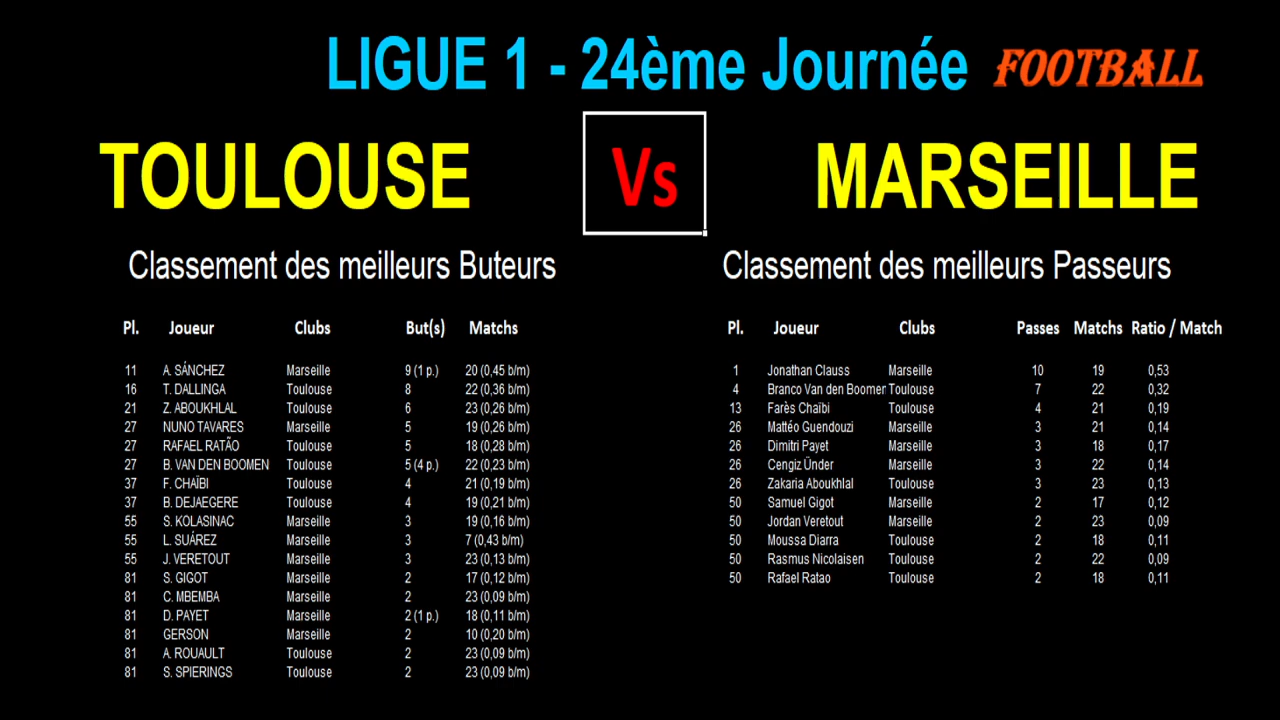 LIGUE 1 - 24ème Journée FOOTBALL
TOULOUSE Vs MARSEILLE
Classement des meilleurs Buteurs
Pl. Joueur Clubs But(s) Matchs
11 A. SÁNCHEZ Marseille 9 (1 p.) 20 (0,45 b/m)
16 T. DALLINGA Toulouse 8 22 (0,36 b/m)
21 Z. ABOUKHLAL Toulouse 6 23 (0,26 b/m)
27 NUNO TAVARES Marseille 5 19 (0,26 b/m)
27 RAFAEL RATÃO Toulouse 5 18 (0,28 b/m)
27 B. VAN DEN BOOMEN Toulouse 5 (4 p.) 22 (0,23 b/m)
37 F. CHAÏBI Toulouse 4 21 (0,19 b/m)
37 B. DEJAEGERE Toulouse 4 19 (0,21 b/m)
55 S. KOLASINAC Marseille 3 19 (0,16 b/m)
55 L. SUÁREZ Marseille 3 7 (0,43 b/m)
55 J. VERETOUT Marseille 3 23 (0,13 b/m)
81 S. GIGOT Marseille 2 17 (0,12 b/m)
81 C. MBEMBA Marseille 2 23 (0,09 b/m)
81 D. PAYET Marseille 2 (1 p.) 18 (0,11 b/m)
81 GERSON Marseille 2 10 (0,20 b/m)
81 A. ROUAULT Toulouse 2 23 (0,09 b/m)
81 S. SPIERINGS Toulouse 2 23 (0,09 b/m)
Classement des meilleurs Passeurs
Pl. Joueur Clubs Passes Matchs Ratio / Match
1 Jonathan Clauss Marseille 10 19 0,53
4 Branco Van den Boomen Toulouse 7 22 0,32
13 Farès Chaïbi Toulouse 4 21 0,19
26 Mattéo Guendouzi Marseille 3 21 0,14
26 Dimitri Payet Marseille 3 18 0,17
26 Cengiz Ünder Marseille 3 22 0,14
26 Zakaria Aboukhlal Toulouse 3 23 0,13
50 Samuel Gigot Marseille 2 17 0,12
50 Jordan Veretout Marseille 2 23 0,09
50 Moussa Diarra Toulouse 2 18 0,11
50 Rasmus Nicolaisen Toulouse 2 22 0,09
50 Rafael Ratao Toulouse 2 18 0,11